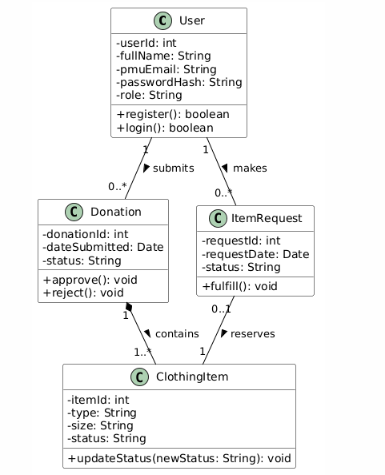 C User
-userId: int
-fullName: String
-pmuEmail: String
-passwordHash: String
-role: String
+register(): boolean
+login(): boolean
1
1
submits
makes
0..*
0..*
C Donation
-donationId: int
-dateSubmitted: Date
-status: String
+approve(): void
+reject(): void
C ItemRequest
-requestId: int
-requestDate: Date
-status: String
+fulfill(): void
1
0..1
contains
reserves
1..*
1
C ClothingItem
-itemId: int
-type: String
-size: String
-status: String
+updateStatus(newStatus: String): void